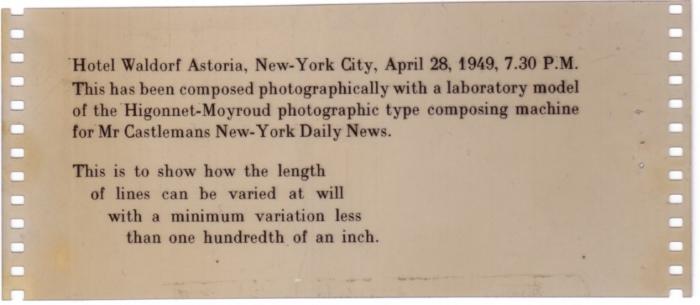 Hotel Waldorf Astoria, New-York City, April 28, 1949, 7.30 P.M.
This has been composed photographically with a laboratory model
of the Higonnet-Moyroud photographic type composing machine
for Mr Castlemans New-York Daily News.
This is to show how the length
of lines can be varied at will
with a minimum variation less
than one hundredth of an inch.